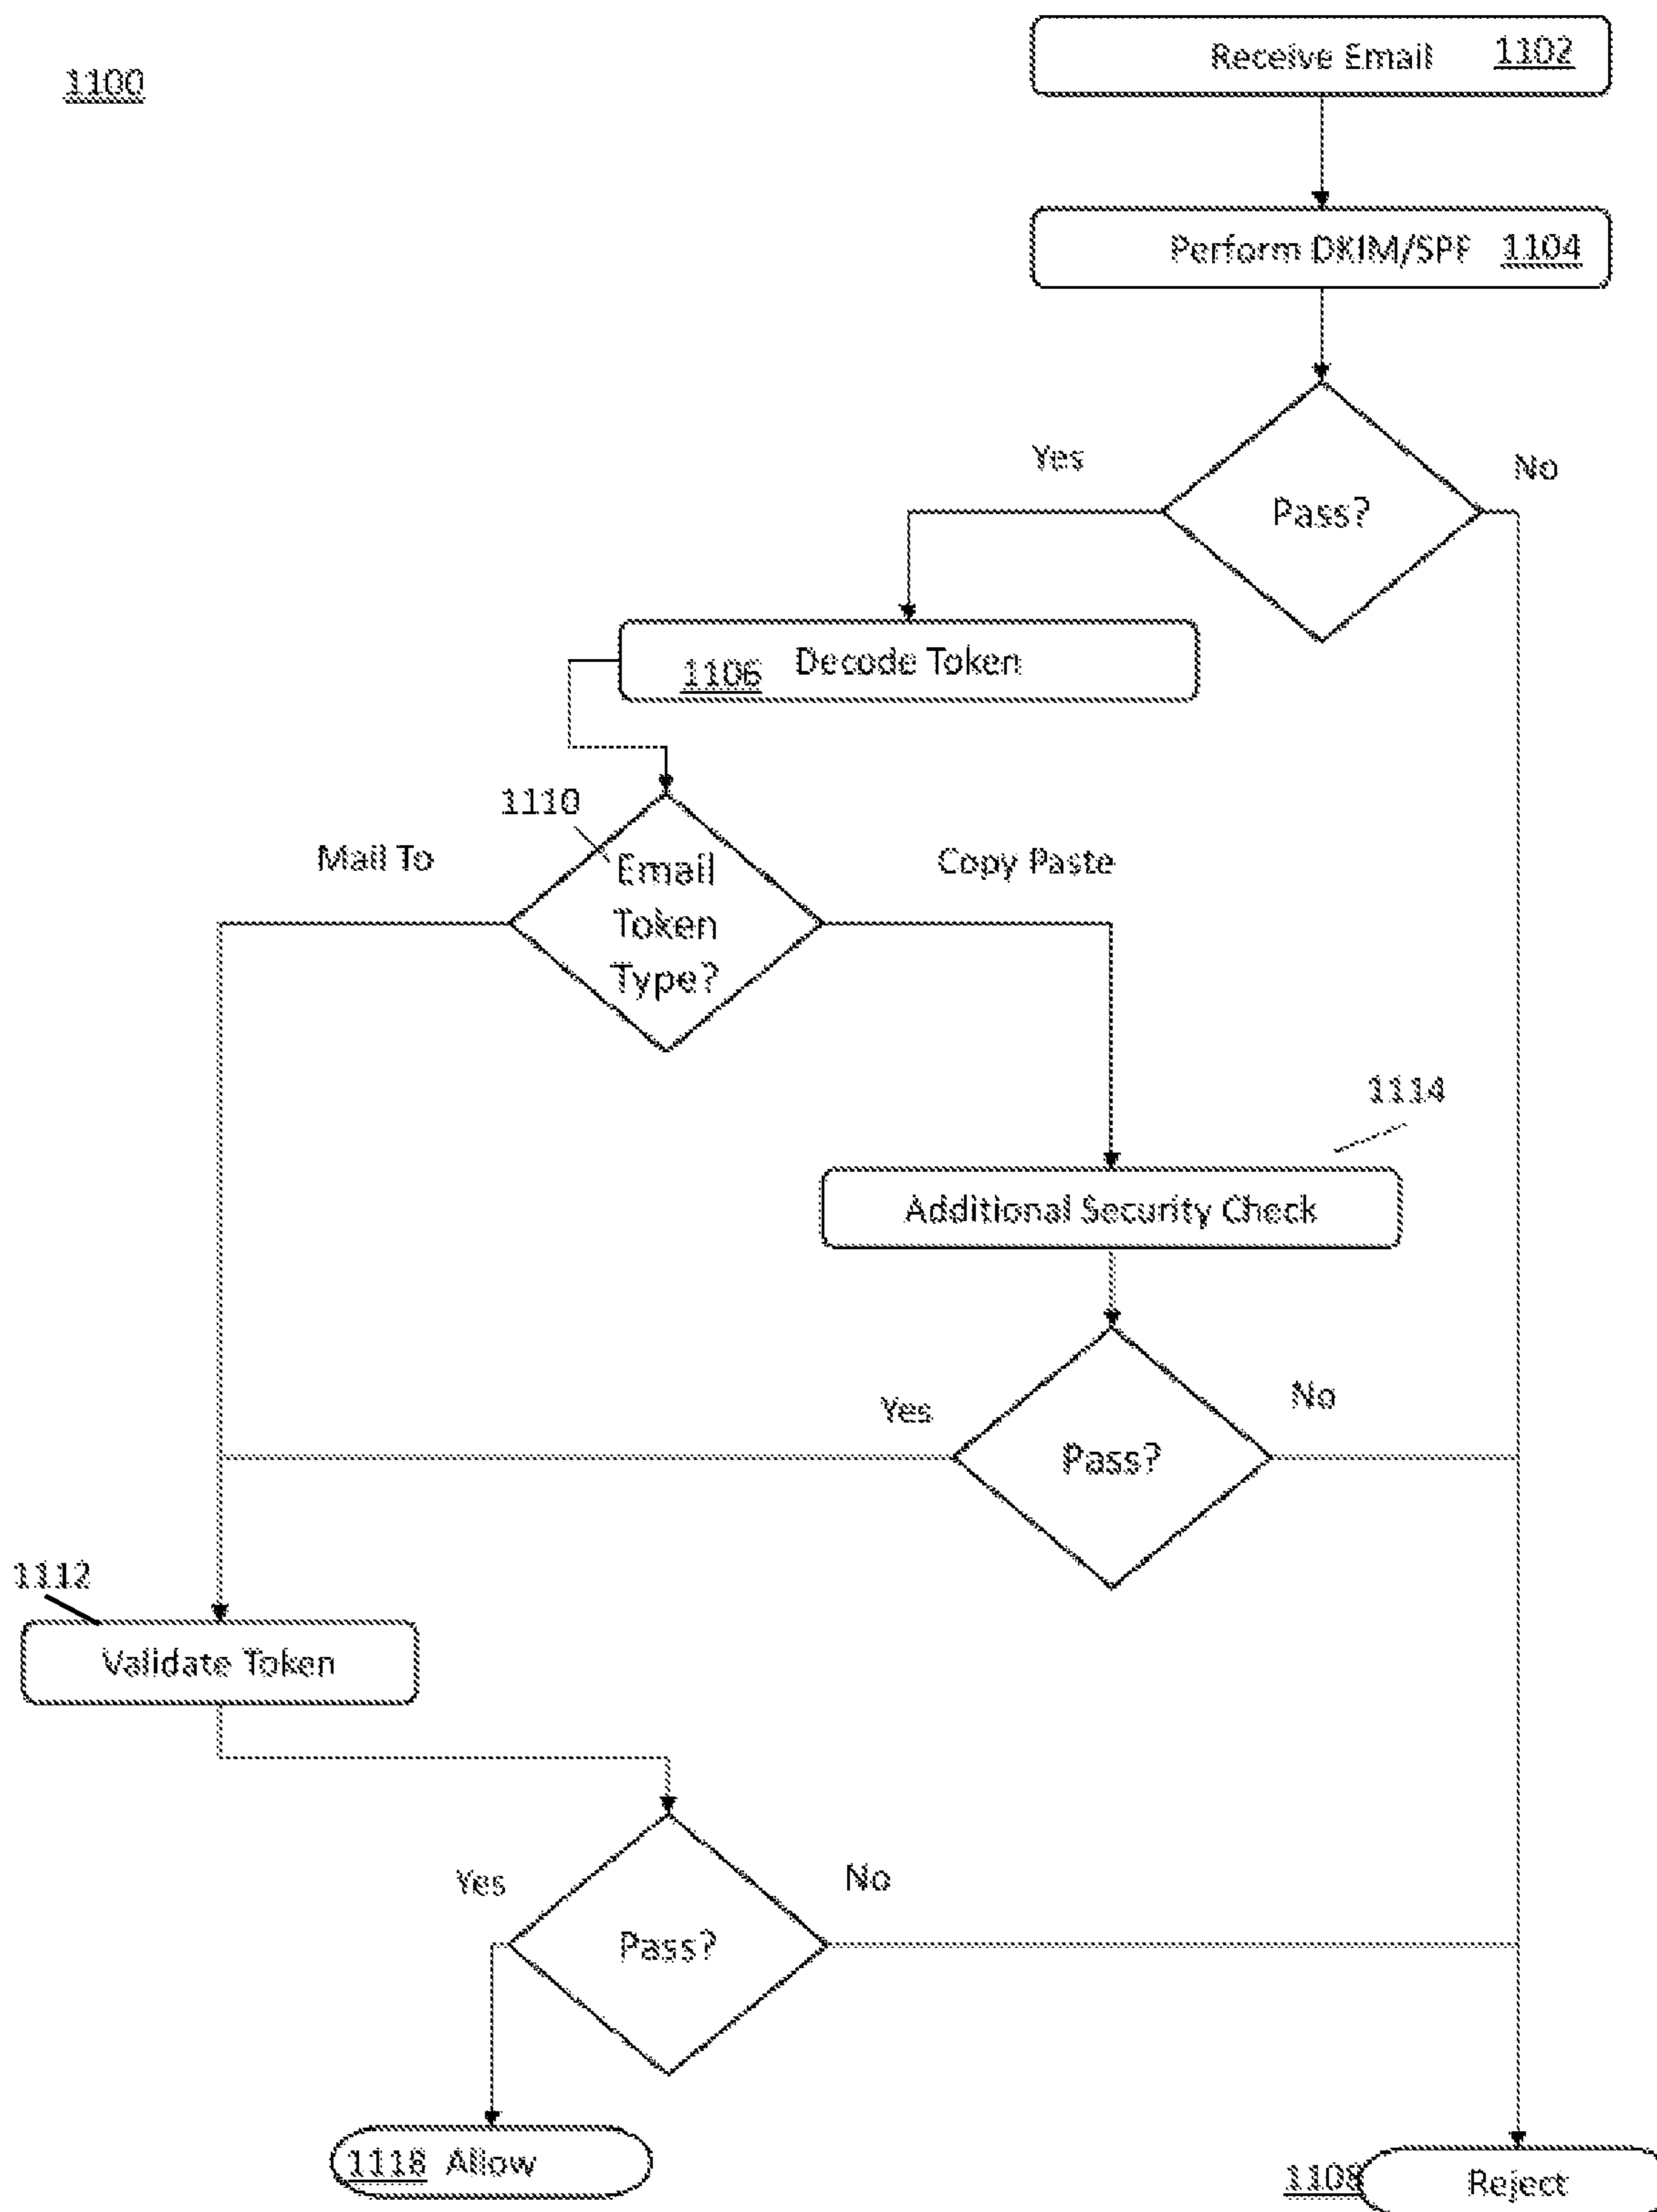 1100
Receive Email 1102
Perform DKIM/SPF 1104
Yes
No
Pass?
1106 Decode Token
1110
Mail To
Email
Token
Type?
Copy Paste
1114
Additional Security Check
Yes
No
Pass?
1112
Validate Token
Yes
No
Pass?
1118 Allow
1108 Reject